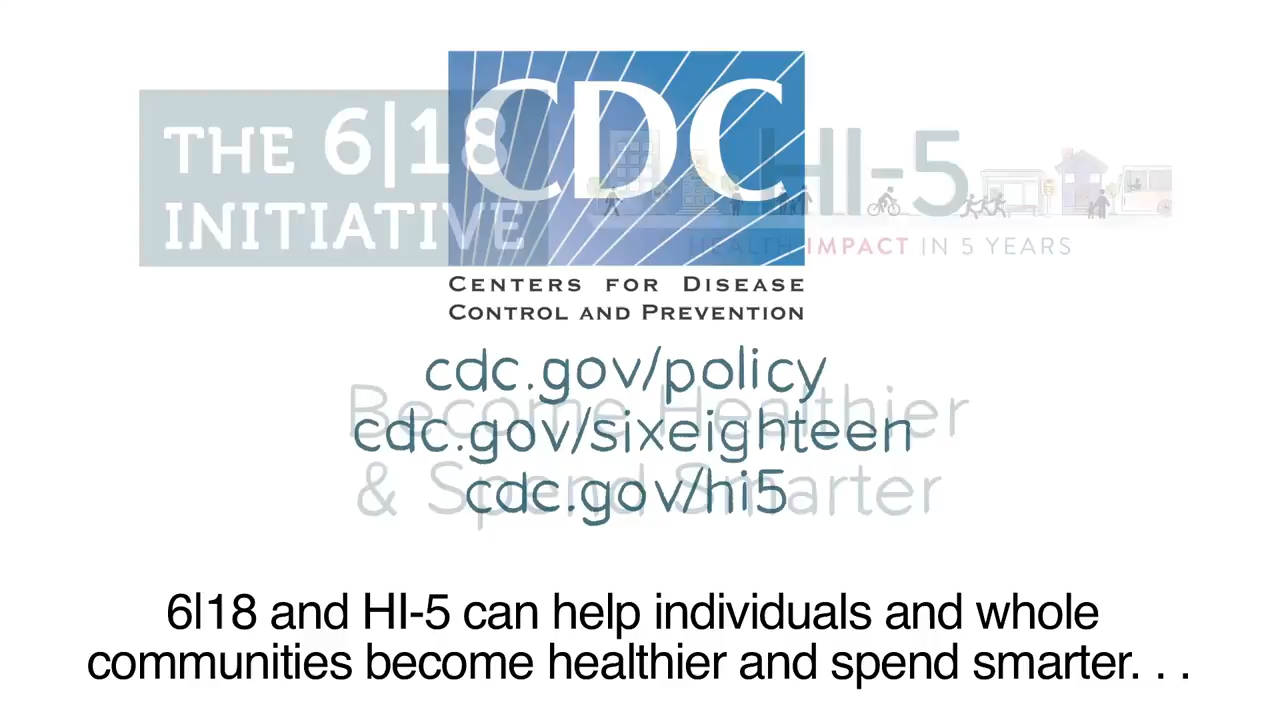 THE 6|18
INITIATIVE
CDC
HI-5
HEALTH IMPACT IN 5 YEARS
CENTERS FOR DISEASE
CONTROL AND PREVENTION
cdc.gov/policy
Become Healthier
cdc.gov/sixeighteen
& Spend Smarter
cdc.gov/hi5
6|18 and HI-5 can help individuals and whole
communities become healthier and spend smarter. . .